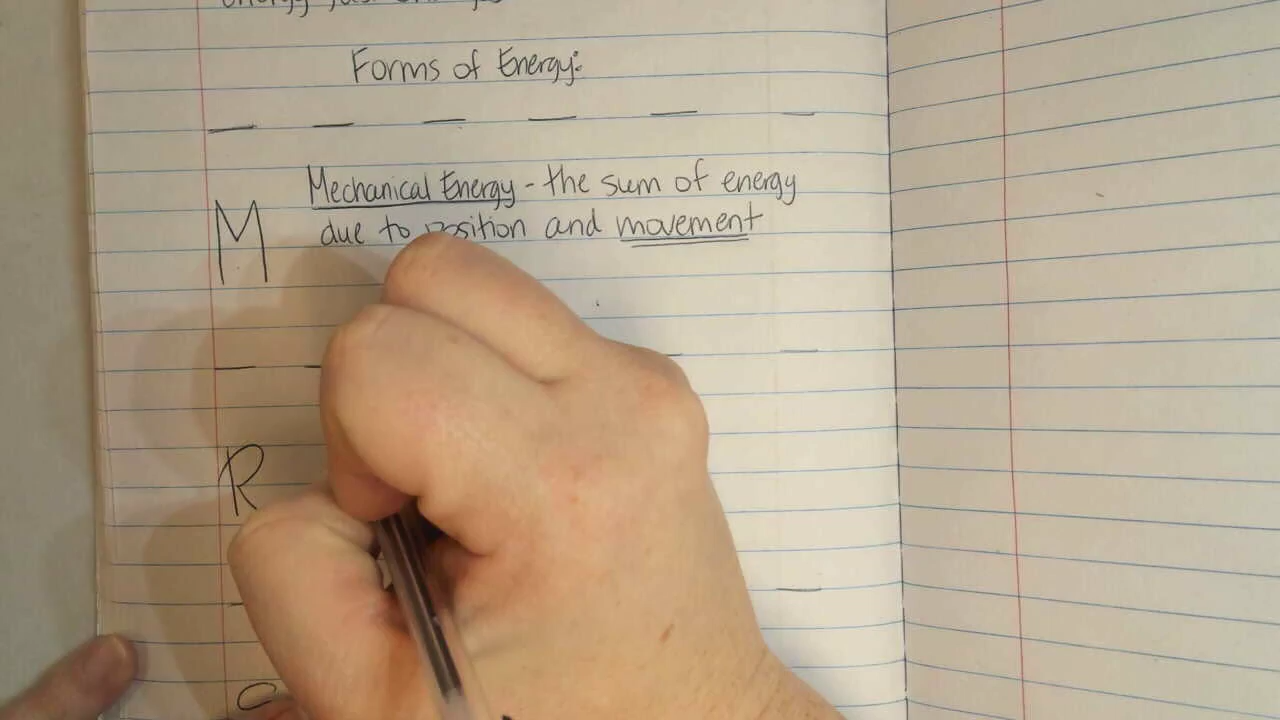 Forms of Energy:
Mechanical Energy - the sum of energy
M
due to position and movement
R